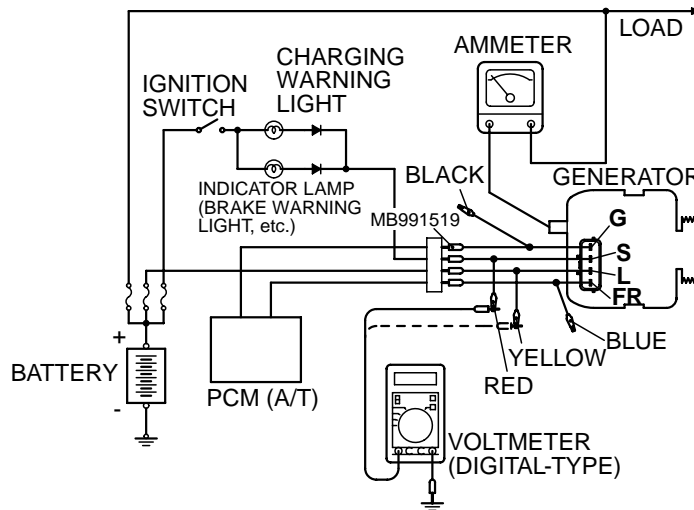 LOAD
AMMETER
CHARGING
WARNING
LIGHT
IGNITION
SWITCH
BLACK
GENERATOR
INDICATOR LAMP
(BRAKE WARNING
LIGHT, etc.)
MB991519
G
S
L
FR
+
BATTERY
-
PCM (A/T)
BLUE
YELLOW
RED
VOLTMETER
(DIGITAL-TYPE)